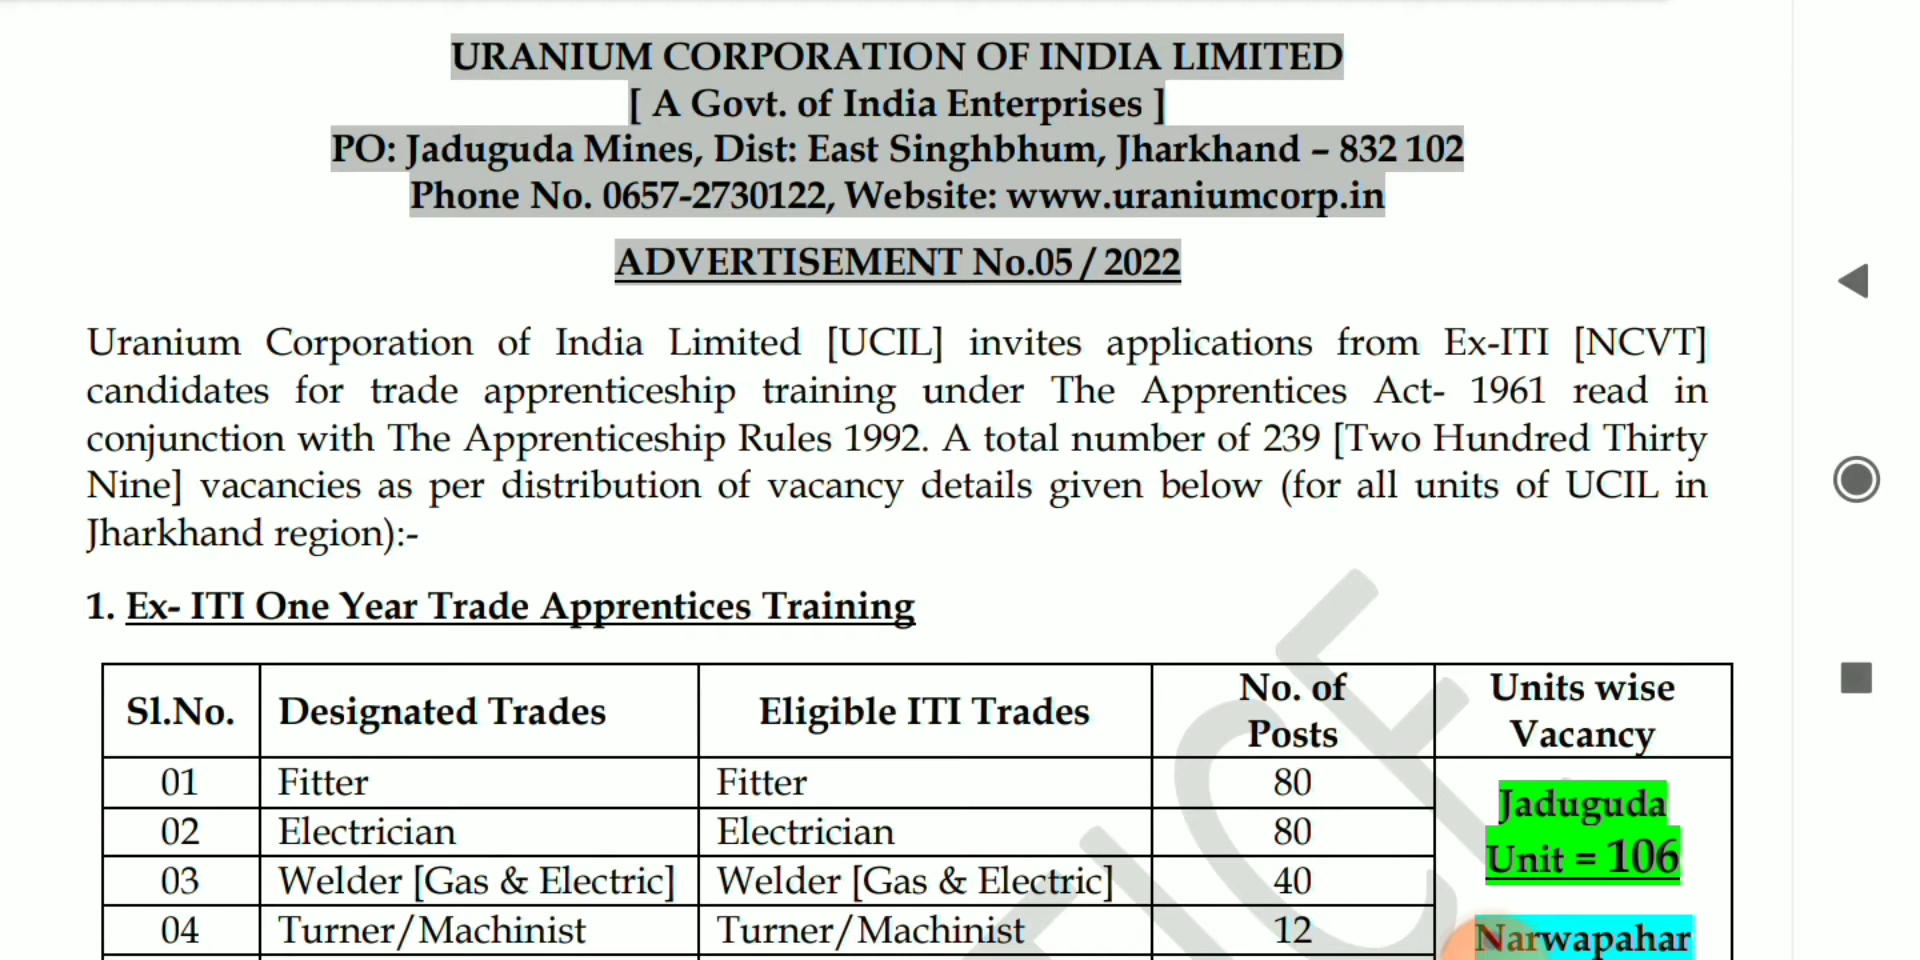 URANIUM CORPORATION OF INDIA LIMITED
[ A Govt. of India Enterprises ]
PO: Jaduguda Mines, Dist: East Singhbhum, Jharkhand – 832 102
Phone No. 0657-2730122, Website: www.uraniumcorp.in
ADVERTISEMENT No.05 / 2022
Uranium Corporation of India Limited [UCIL] invites applications from Ex-ITI [NCVT]
candidates for trade apprenticeship training under The Apprentices Act- 1961 read in
conjunction with The Apprenticeship Rules 1992. A total number of 239 [Two Hundred Thirty
Nine] vacancies as per distribution of vacancy details given below (for all units of UCIL in
Jharkhand region):-
1. Ex- ITI One Year Trade Apprentices Training
Sl.No. Designated Trades Eligible ITI Trades No. of Posts Units wise Vacancy
01 Fitter Fitter 80
02 Electrician Electrician 80
03 Welder [Gas & Electric] Welder [Gas & Electric] 40
04 Turner/Machinist Turner/Machinist 12
Jaduguda
Unit = 106
Narwapahar